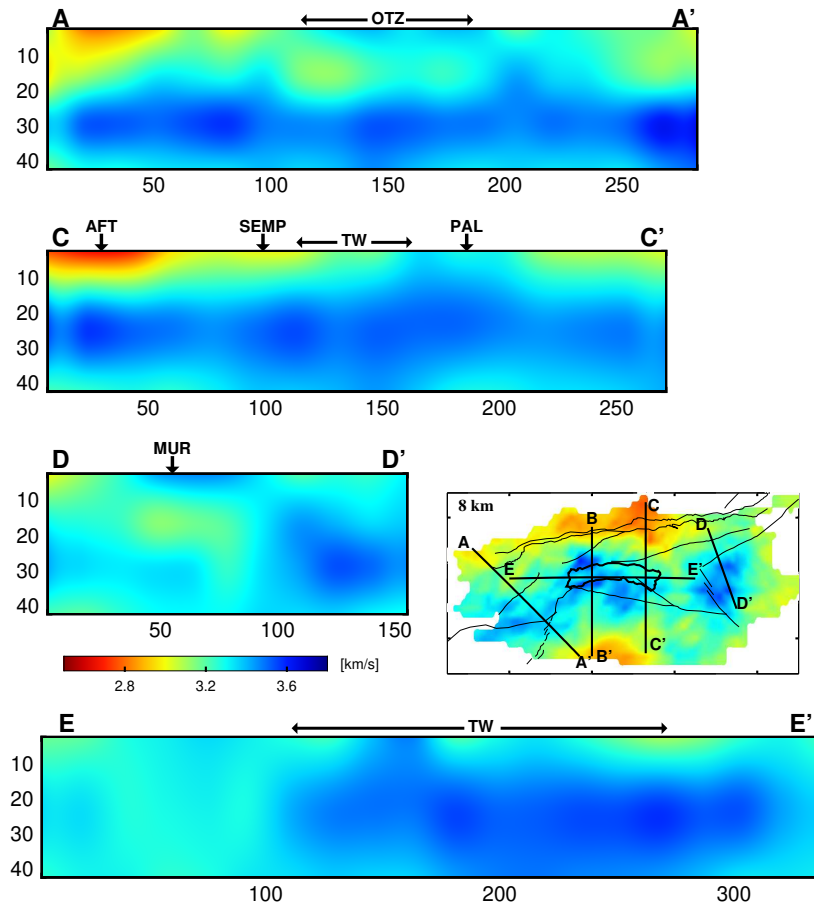 A OTZ A’
10
20
30
40
50 100 150 200 250
AFT SEMP PAL
C TW C’
10
20
30
40
50 100 150 200 250
MUR
D D’
10
20
30
40
50 100 150
2.8 3.2 3.6 [km/s]
8 km
C
B D
A
E E’
D’
C’
A’ B’
E TW E’
10
20
30
40
100 200 300